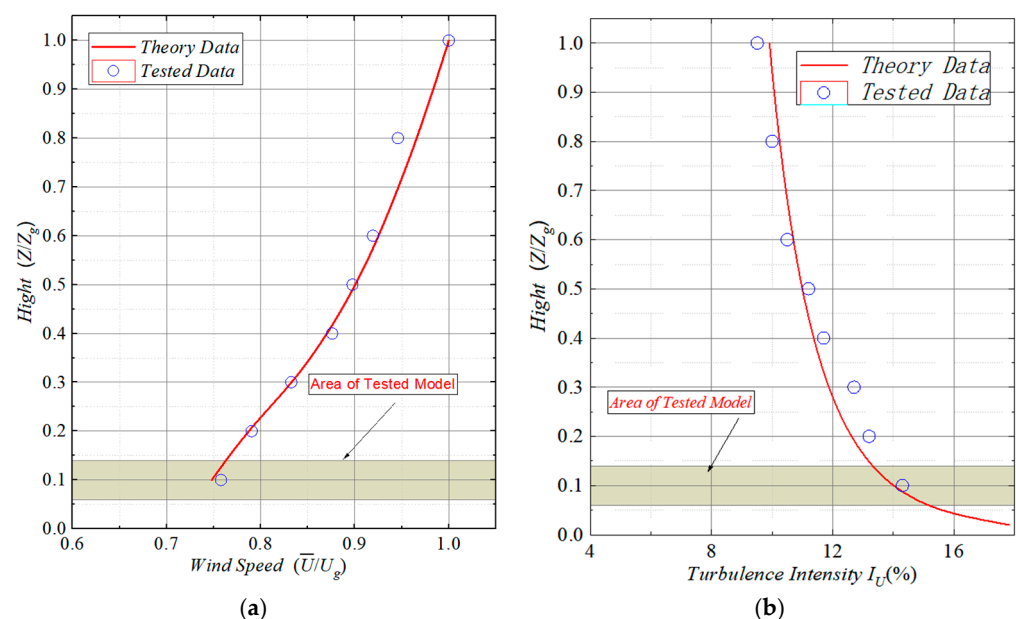 1.0
0.9
0.8
0.7
0.6
0.5
0.4
0.3
0.2
0.1
0.0
Hight (Z/Zg)
Theory Data
Tested Data
Area of Tested Model
0.6 0.7 0.8 0.9 1.0
Wind Speed (U̅/Ug)
(a)
1.0
0.9
0.8
0.7
0.6
0.5
0.4
0.3
0.2
0.1
0.0
Hight (Z/Zg)
Theory Data
Tested Data
Area of Tested Model
4 8 12 16
Turbulence Intensity IU(%)
(b)